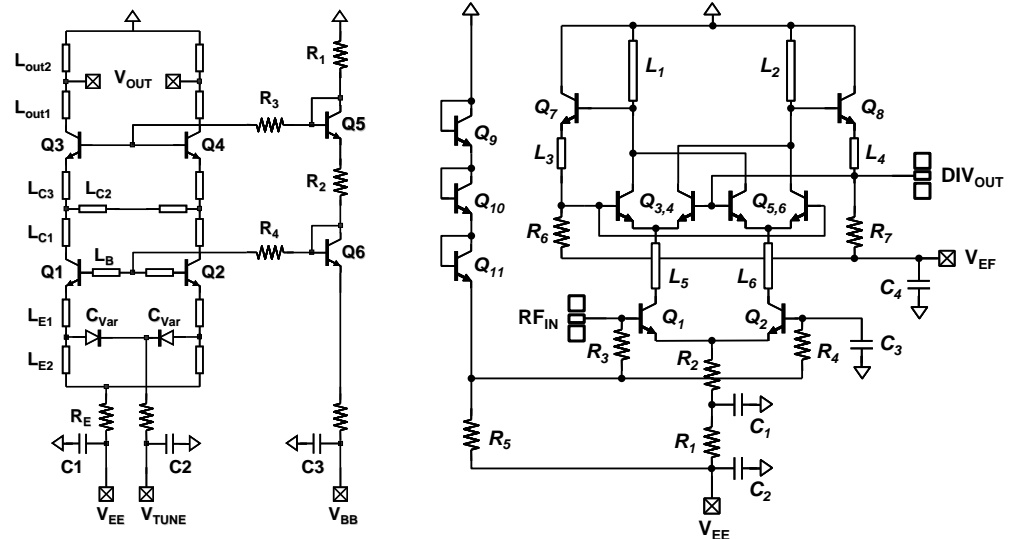 L_out2
V_OUT
L_out1
R_1
R_3
Q3
Q4
Q5
L_C3
L_C2
R_2
L_C1
R_4
Q1
L_B
Q2
Q6
L_E1
C_Var
C_Var
L_E2
R_E
C1
C2
C3
V_EE
V_TUNE
V_BB
L_1
L_2
Q_7
Q_8
Q_9
L_3
L_4
DIV_OUT
Q_10
Q_3,4
Q_5,6
R_6
R_7
Q_11
V_EF
L_5
L_6
C_4
RF_IN
Q_1
Q_2
R_3
R_2
R_4
C_3
C_1
R_5
R_1
C_2
V_EE